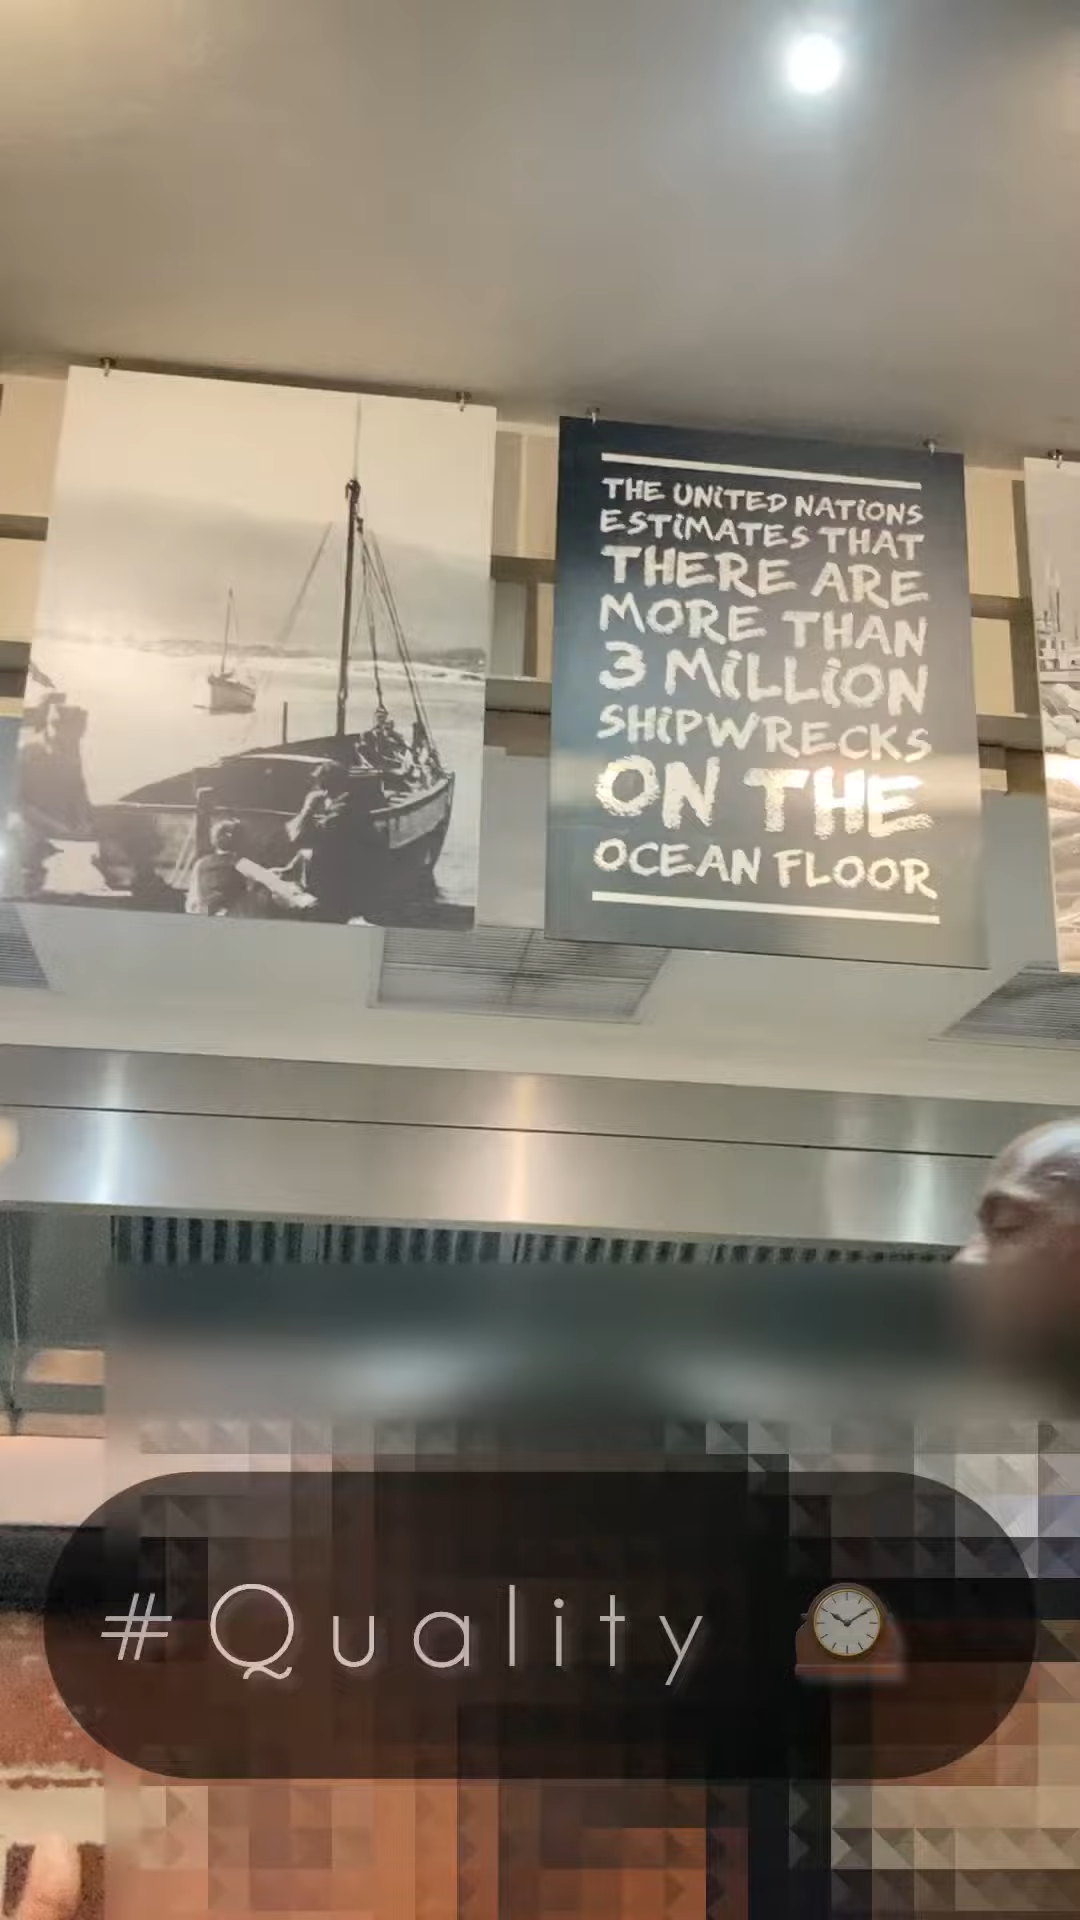 THE UNITED NATIONS
ESTIMATES THAT
THERE ARE
MORE THAN
3 MILLION
SHIPWRECKS
ON THE
OCEAN FLOOR
#Quality 🕰️